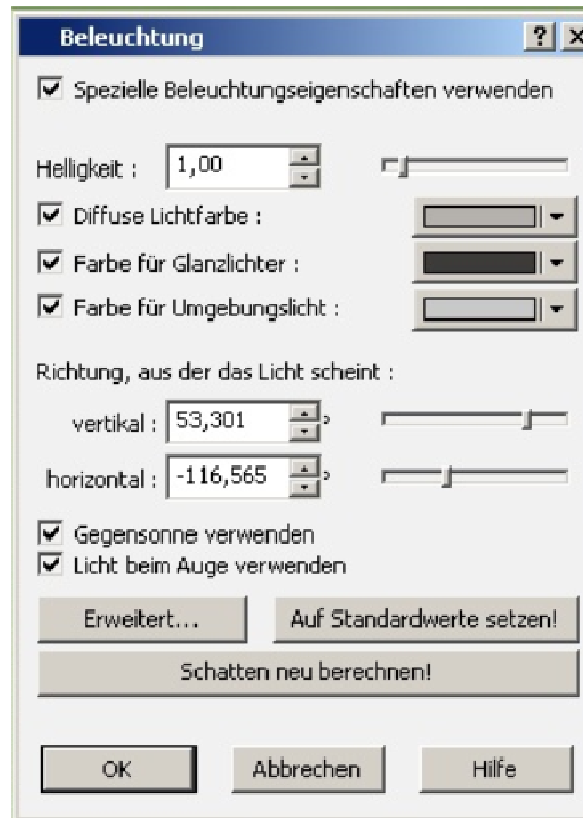 Beleuchtung ? X
Spezielle Beleuchtungseigenschaften verwenden
Helligkeit : 1,00
Diffuse Lichtfarbe :
Farbe für Glanzlichter :
Farbe für Umgebungslicht :
Richtung, aus der das Licht scheint :
vertikal : 53,301 °
horizontal : -116,565 °
Gegensonne verwenden
Licht beim Auge verwenden
Erweitert... Auf Standardwerte setzen!
Schatten neu berechnen!
OK Abbrechen Hilfe